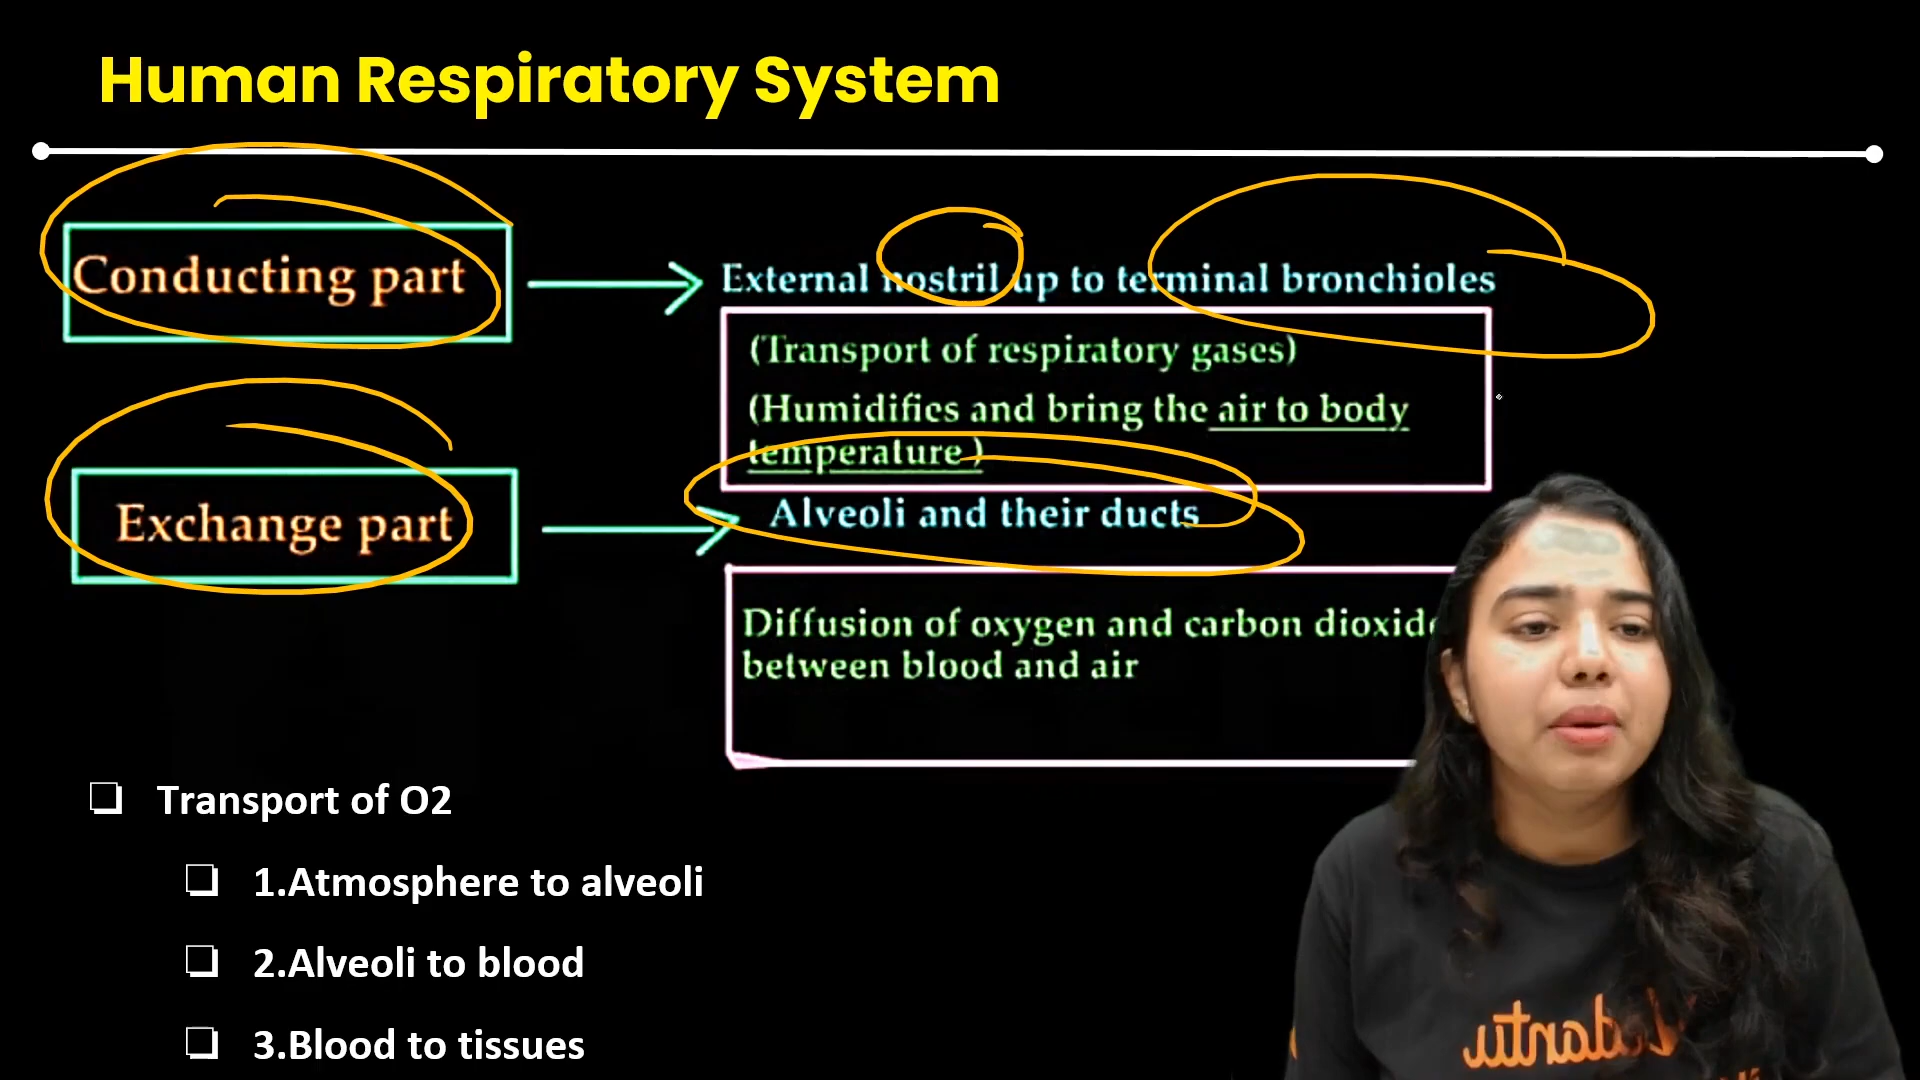 Human Respiratory System
Conducting part
External nostril up to terminal bronchioles
(Transport of respiratory gases)
(Humidifies and bring the air to body
temperature )
Exchange part
Alveoli and their ducts
Diffusion of oxygen and carbon dioxide
between blood and air
Transport of O2
1.Atmosphere to alveoli
2.Alveoli to blood
3.Blood to tissues